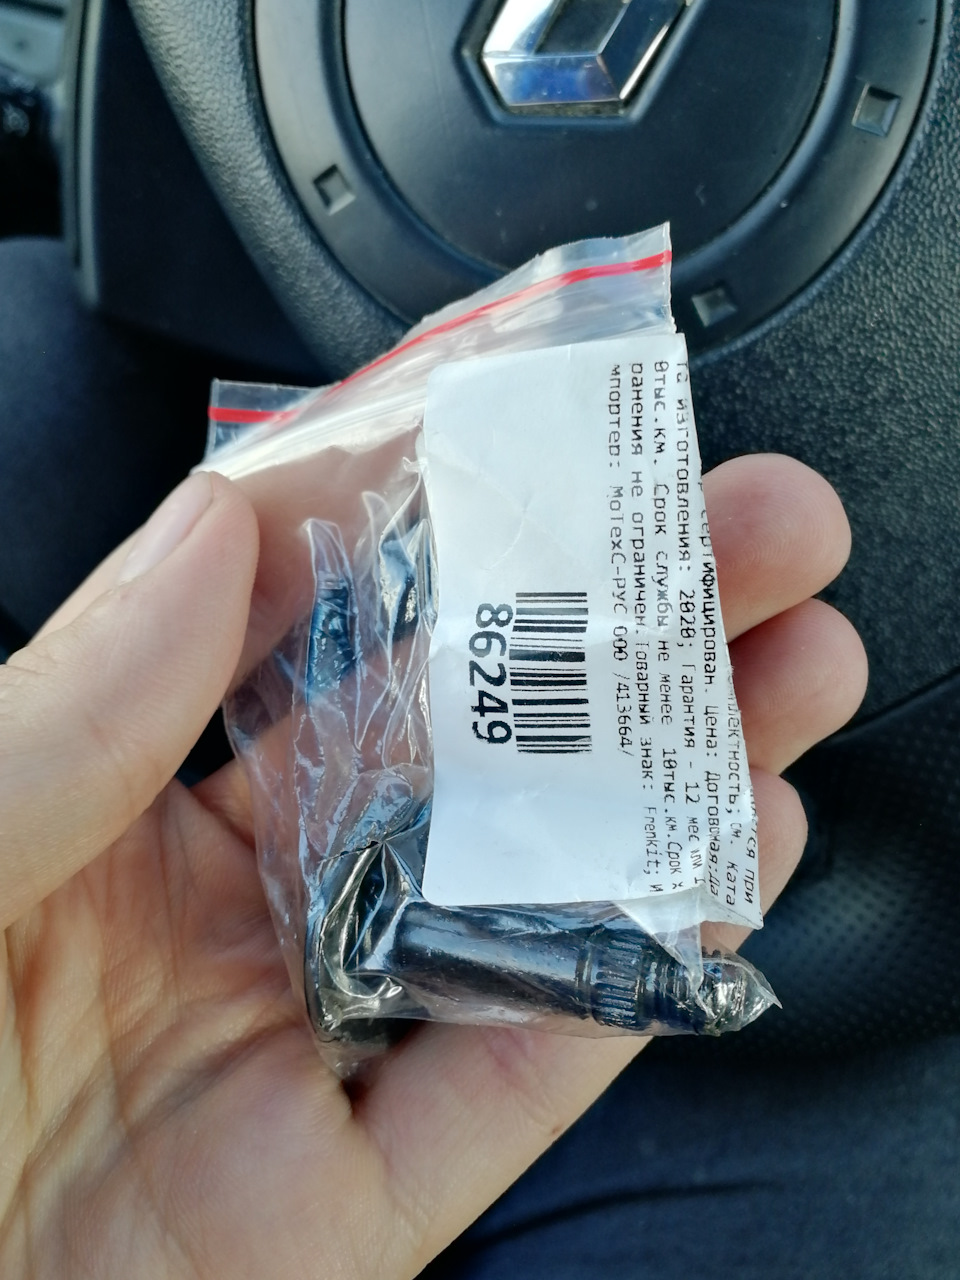 сертифицирован. Цена: Договорная;Да
та изготовления: 2020; Гарантия - 12 мес или 1
0тыс.км. Срок службы не менее 10тыс.км.Срок х
ранения не ограничен.Товарный знак: Frenkit; И
мпортер: МоТехС-РУС ООО /413664/
86249